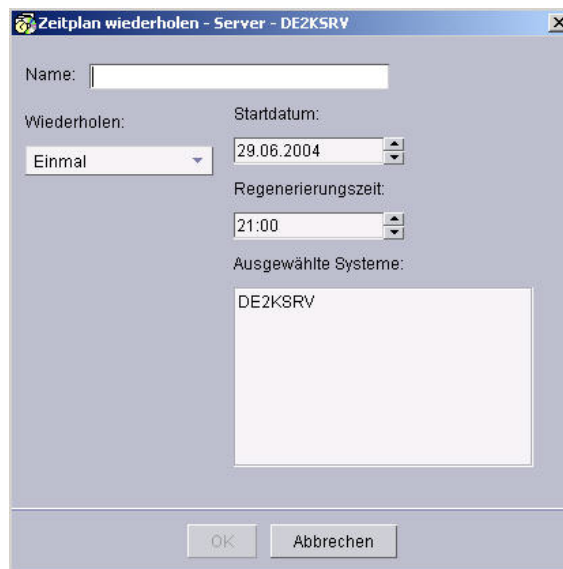 Zeitplan wiederholen - Server - DE2KSRV
Name:
Wiederholen:
Einmal
Startdatum:
29.06.2004
Regenerierungszeit:
21:00
Ausgewählte Systeme:
DE2KSRV
OK
Abbrechen